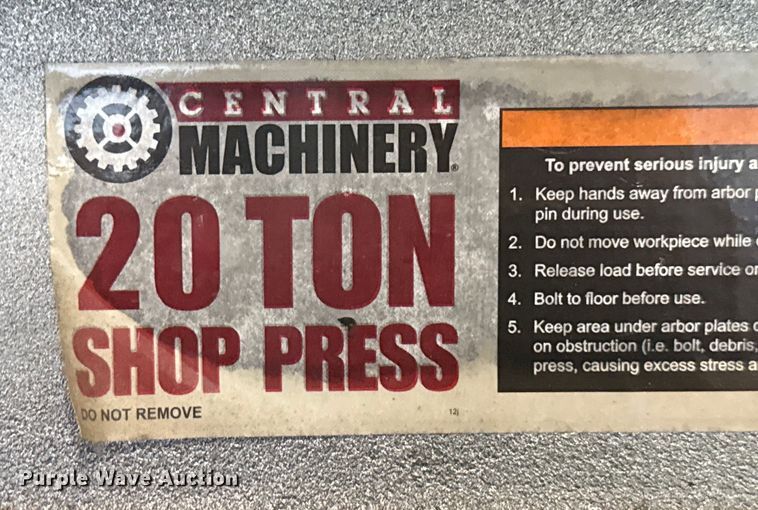 CENTRAL
MACHINERY®
20 TON
SHOP PRESS
DO NOT REMOVE
12j
To prevent serious injury a
1. Keep hands away from arbor p
pin during use.
2. Do not move workpiece while
3. Release load before service or
4. Bolt to floor before use.
5. Keep area under arbor plates c
on obstruction (i.e. bolt, debris,
press, causing excess stress a
Purple Wave Auction